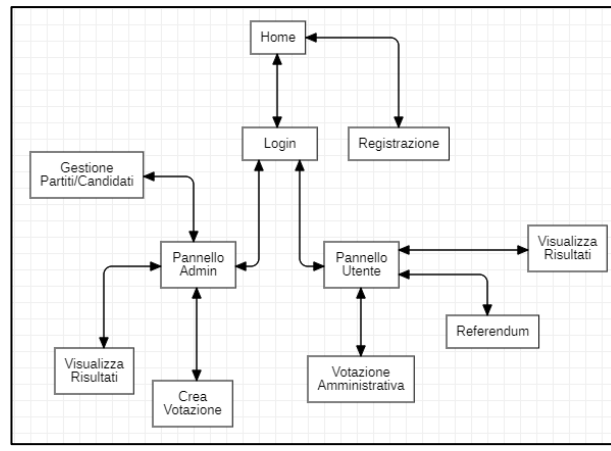 Home
Login
Registrazione
Gestione
Partiti/Candidati
Pannello
Admin
Pannello
Utente
Visualizza
Risultati
Referendum
Visualizza
Risultati
Crea
Votazione
Votazione
Amministrativa